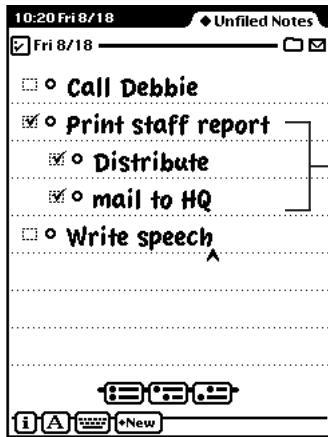 10:20 Fri 8/18 ◆Unfiled Notes
Fri 8/18
Call Debbie
Print staff report
Distribute
mail to HQ
Write speech
i A ◆New